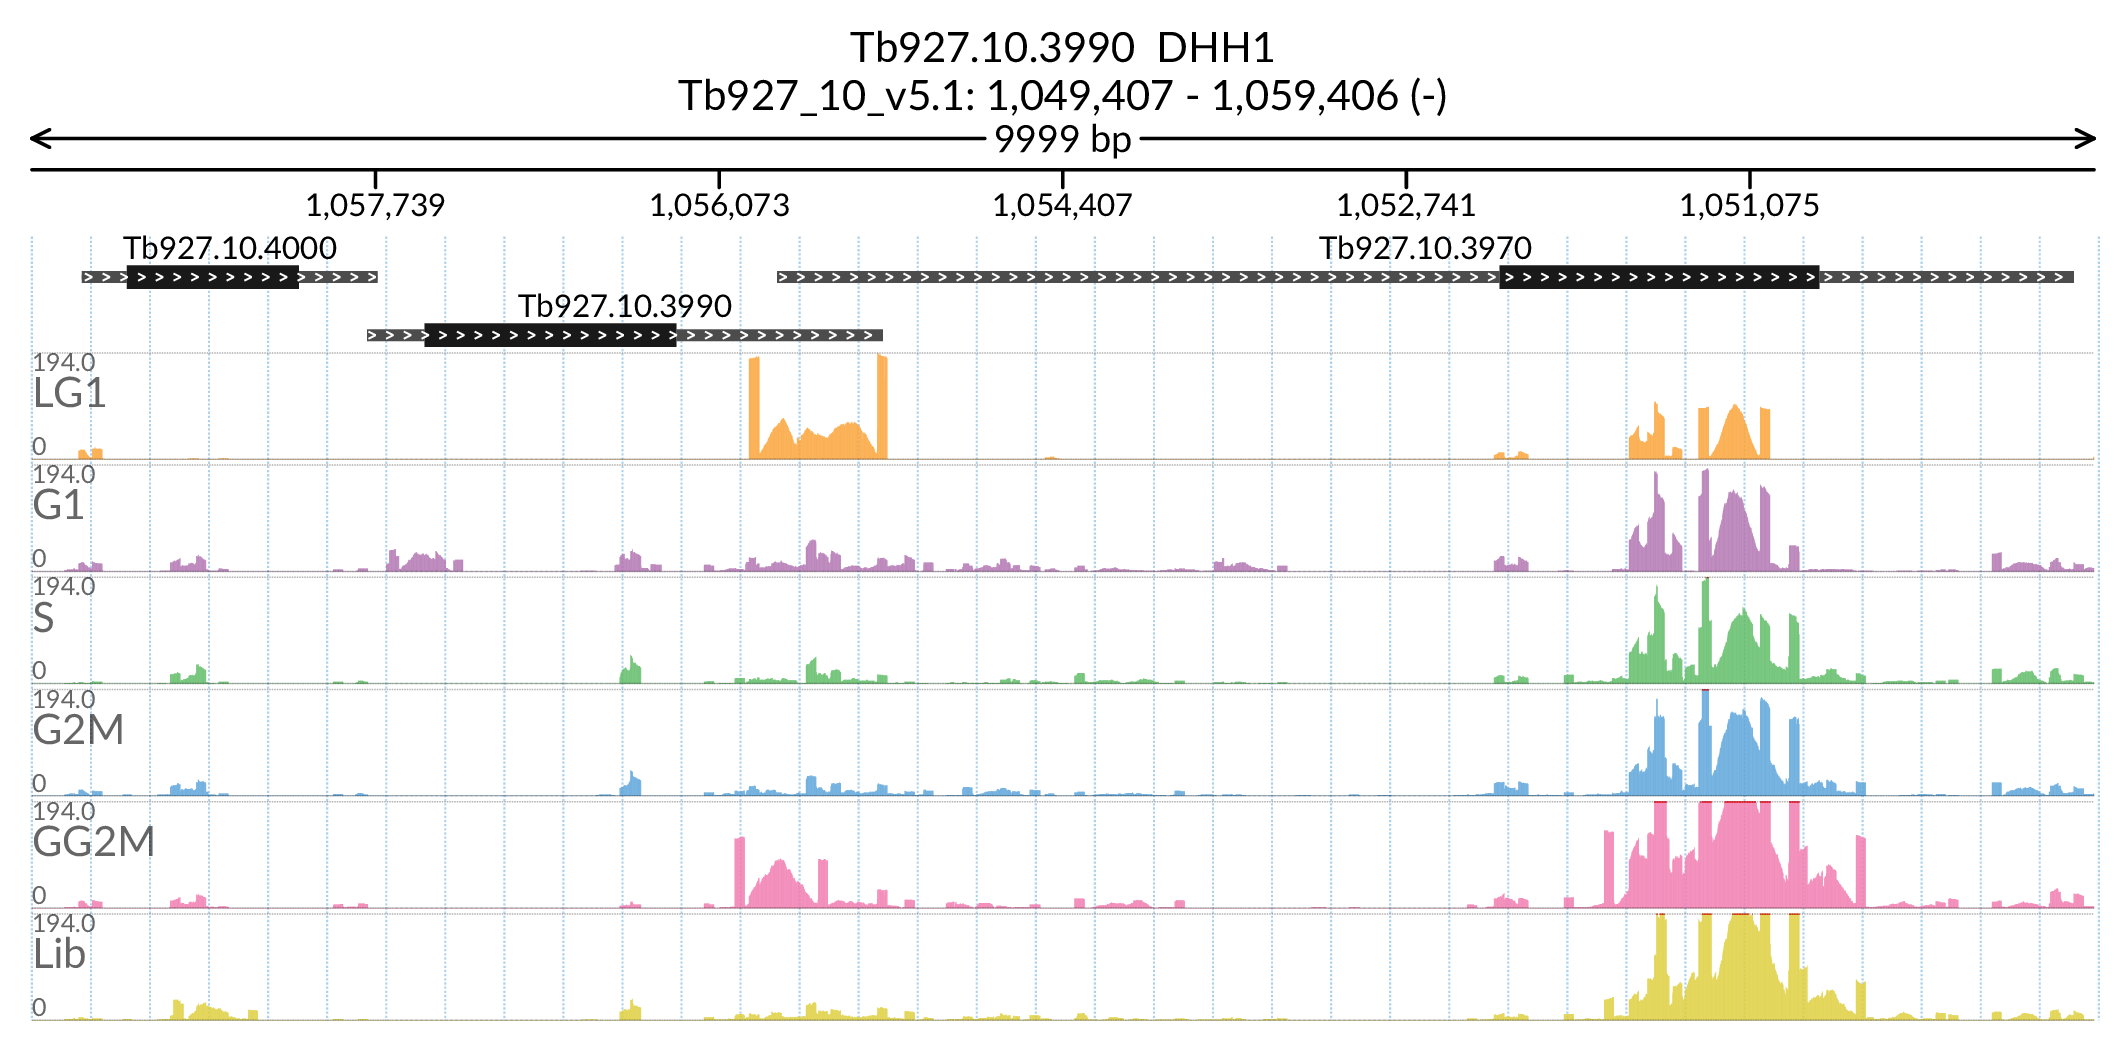 Tb927.10.3990  DHH1
Tb927_10_v5.1: 1,049,407 - 1,059,406 (-)
9999 bp
1,057,739 1,056,073 1,054,407 1,052,741 1,051,075
Tb927.10.4000 Tb927.10.3970
Tb927.10.3990
194.0
LG1
0
194.0
G1
0
194.0
S
0
194.0
G2M
0
194.0
GG2M
0
194.0
Lib
0